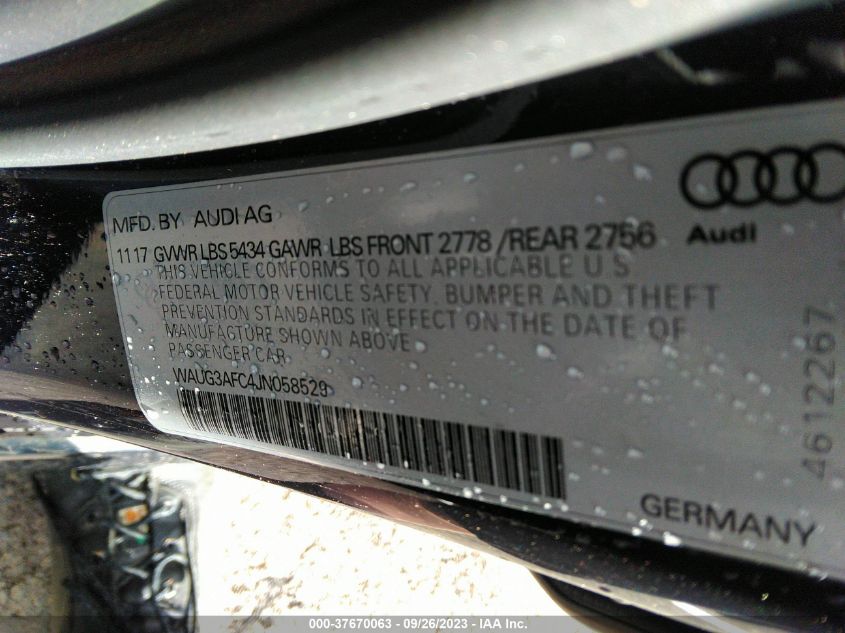 MFD. BY AUDI AG
11 17 GVWR LBS 5434 GAWR LBS FRONT 2778 / REAR 2756
THIS VEHICLE CONFORMS TO ALL APPLICABLE U S
FEDERAL MOTOR VEHICLE SAFETY, BUMPER AND THEFT
PREVENTION STANDARDS IN EFFECT ON THE DATE OF
MANUFACTURE SHOWN ABOVE
PASSENGER CAR
WAUG3AFC4JN058529
Audi
4612267
GERMANY
000-37670063 - 09/26/2023 - IAA Inc.